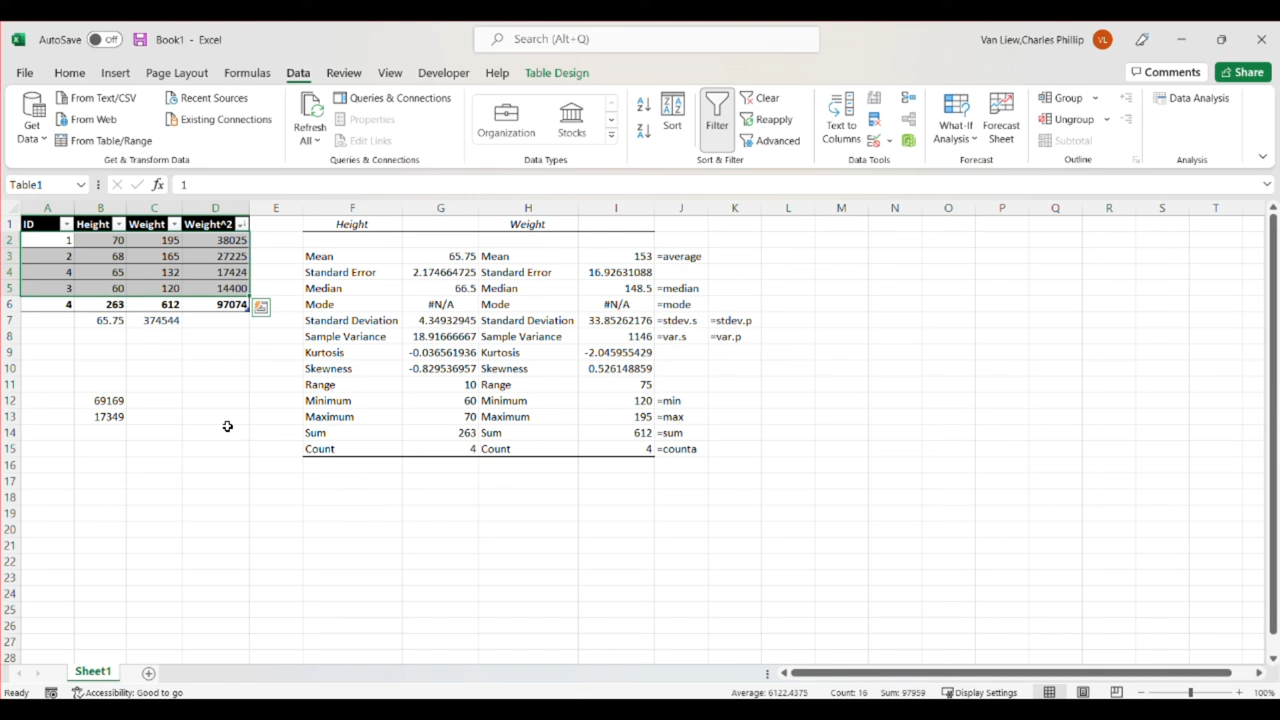 AutoSave Off Book1 - Excel Search (Alt+Q) Van Liew,Charles Phillip VL
File Home Insert Page Layout Formulas Data Review View Developer Help Table Design Comments Share
Get Data From Text/CSV Recent Sources
From Web Existing Connections
From Table/Range
Get & Transform Data
Refresh All Queries & Connections
Properties
Edit Links
Queries & Connections
Organization Stocks
Data Types
Sort Filter Clear
Reapply
Advanced
Sort & Filter
Text to Columns
Data Tools
What-If Analysis Forecast Sheet
Forecast
Group
Ungroup
Subtotal
Outline
Data Analysis
Analysis
Table1 fx 1
A B C D E F G H I J K L M N O P Q R S T
1 ID Height Weight Weight^2 Height Weight
2 1 70 195 38025
3 2 68 165 27225 Mean 65.75 Mean 153 =average
4 4 65 132 17424 Standard Error 2.174664725 Standard Error 16.92631088
5 3 60 120 14400 Median 66.5 Median 148.5 =median
6 4 263 612 97074 Mode #N/A Mode #N/A =mode
7 65.75 374544 Standard Deviation 4.34932945 Standard Deviation 33.85262176 =stdev.s =stdev.p
8 Sample Variance 18.91666667 Sample Variance 1146 =var.s =var.p
9 Kurtosis -0.036561936 Kurtosis -2.045955429
10 Skewness -0.829536957 Skewness 0.526148859
11 Range 10 Range 75
12 69169 Minimum 60 Minimum 120 =min
13 17349 Maximum 70 Maximum 195 =max
14 Sum 263 Sum 612 =sum
15 Count 4 Count 4 =counta
16
17
18
19
20
21
22
23
24
25
26
27
28
Sheet1
Ready Accessibility: Good to go Average: 6122.4375 Count: 16 Sum: 97959 Display Settings 100%